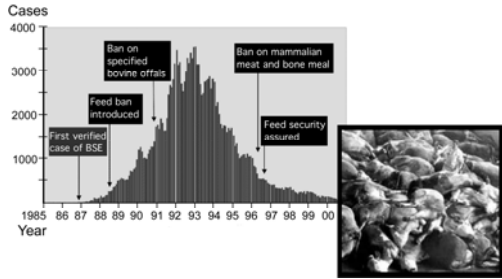 Cases
4000
3000
2000
1000
Ban on
specified
bovine offals
Ban on mammalian
meat and bone meal
Feed ban
introduced
First verified
case of BSE
Feed security
assured
1985 86 87 88 89 90 91 92 93 94 95 96 97 98 99 00
Year